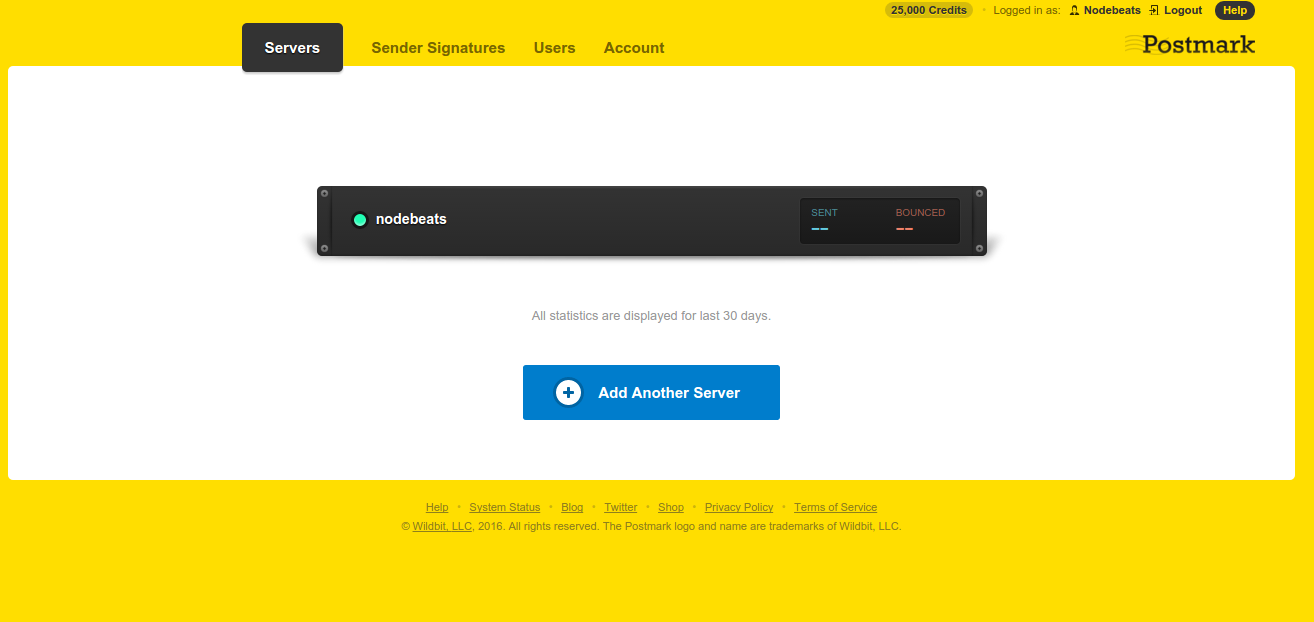 25,000 Credits • Logged in as: Nodebeats Logout Help
Servers Sender Signatures Users Account Postmark
nodebeats
SENT BOUNCED
-- --
All statistics are displayed for last 30 days.
Add Another Server
Help • System Status • Blog • Twitter • Shop • Privacy Policy • Terms of Service
© Wildbit, LLC, 2016. All rights reserved. The Postmark logo and name are trademarks of Wildbit, LLC.